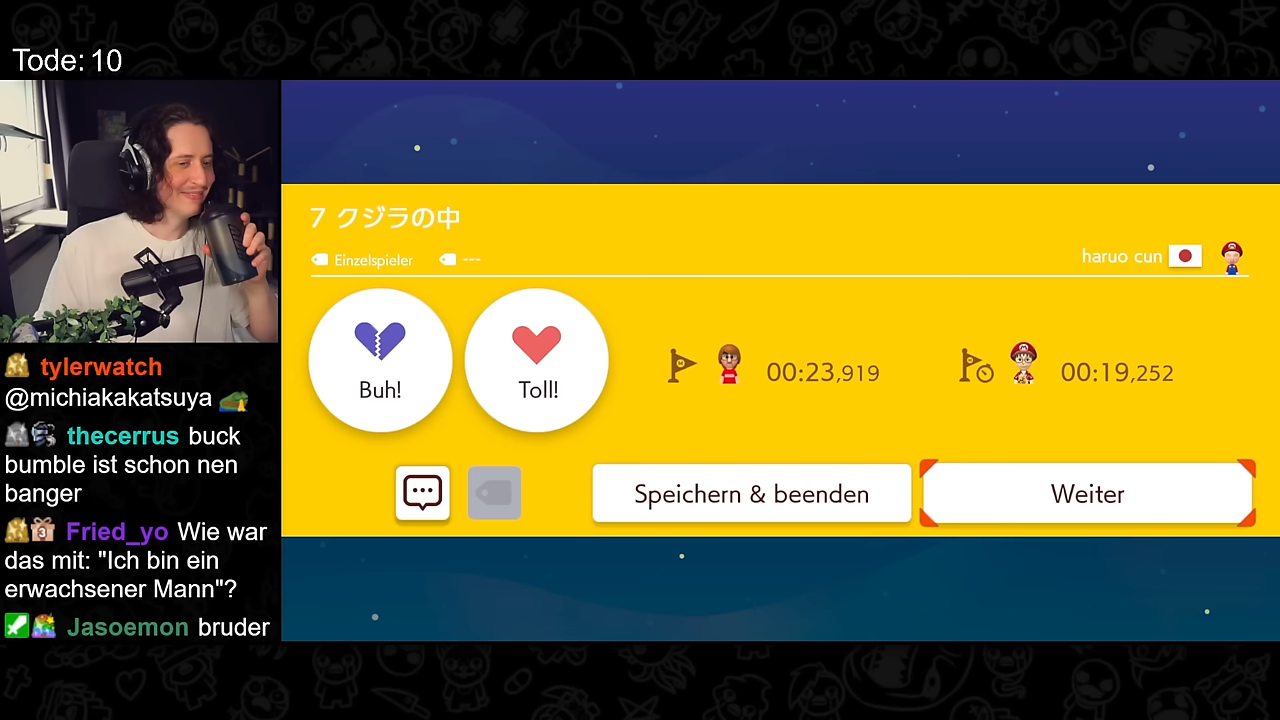 Tode: 10
7 クジラの中
Einzelspieler
---
haruo cun
Buh!
Toll!
00:23,919
00:19,252
Speichern & beenden
Weiter
tylerwatch
@michiakakatsuya
thecerrus buck
bumble ist schon nen
banger
3 Fried_yo Wie war
das mit: "Ich bin ein
erwachsener Mann"?
Jasoemon bruder